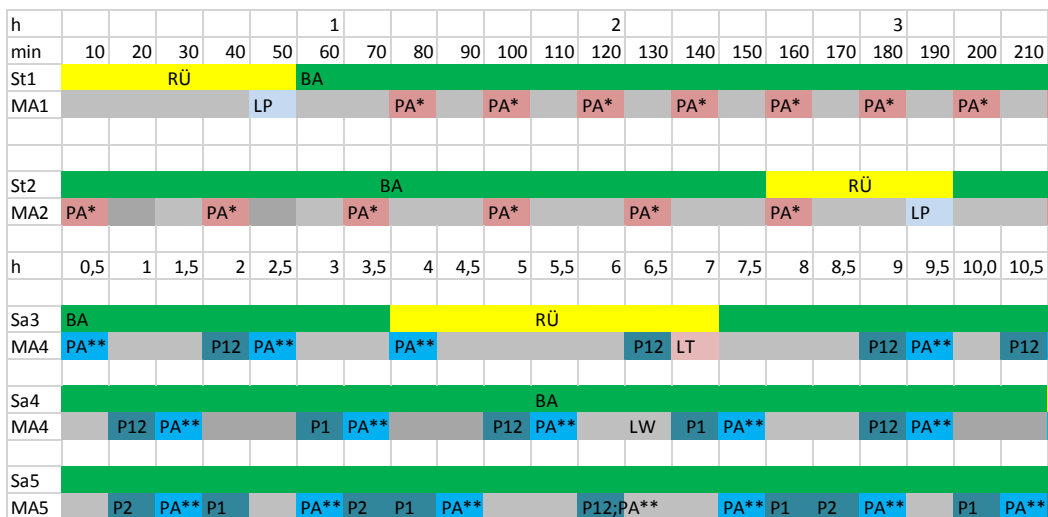 h 1 2 3
min 10 20 30 40 50 60 70 80 90 100 110 120 130 140 150 160 170 180 190 200 210
St1 RÜ BA
MA1 LP PA* PA* PA* PA* PA* PA* PA*
St2 BA RÜ
MA2 PA* PA* PA* PA* PA* PA* LP
h 0,5 1 1,5 2 2,5 3 3,5 4 4,5 5 5,5 6 6,5 7 7,5 8 8,5 9 9,5 10,0 10,5
Sa3 BA RÜ
MA4 PA** P12 PA** PA** P12 LT P12 PA** P12
Sa4 BA
MA4 P12 PA** P1 PA** P12 PA** LW P1 PA** P12 PA**
Sa5
MA5 P2 PA** P1 PA** P2 P1 PA** P12;PA** PA** P1 P2 PA** P1 PA**